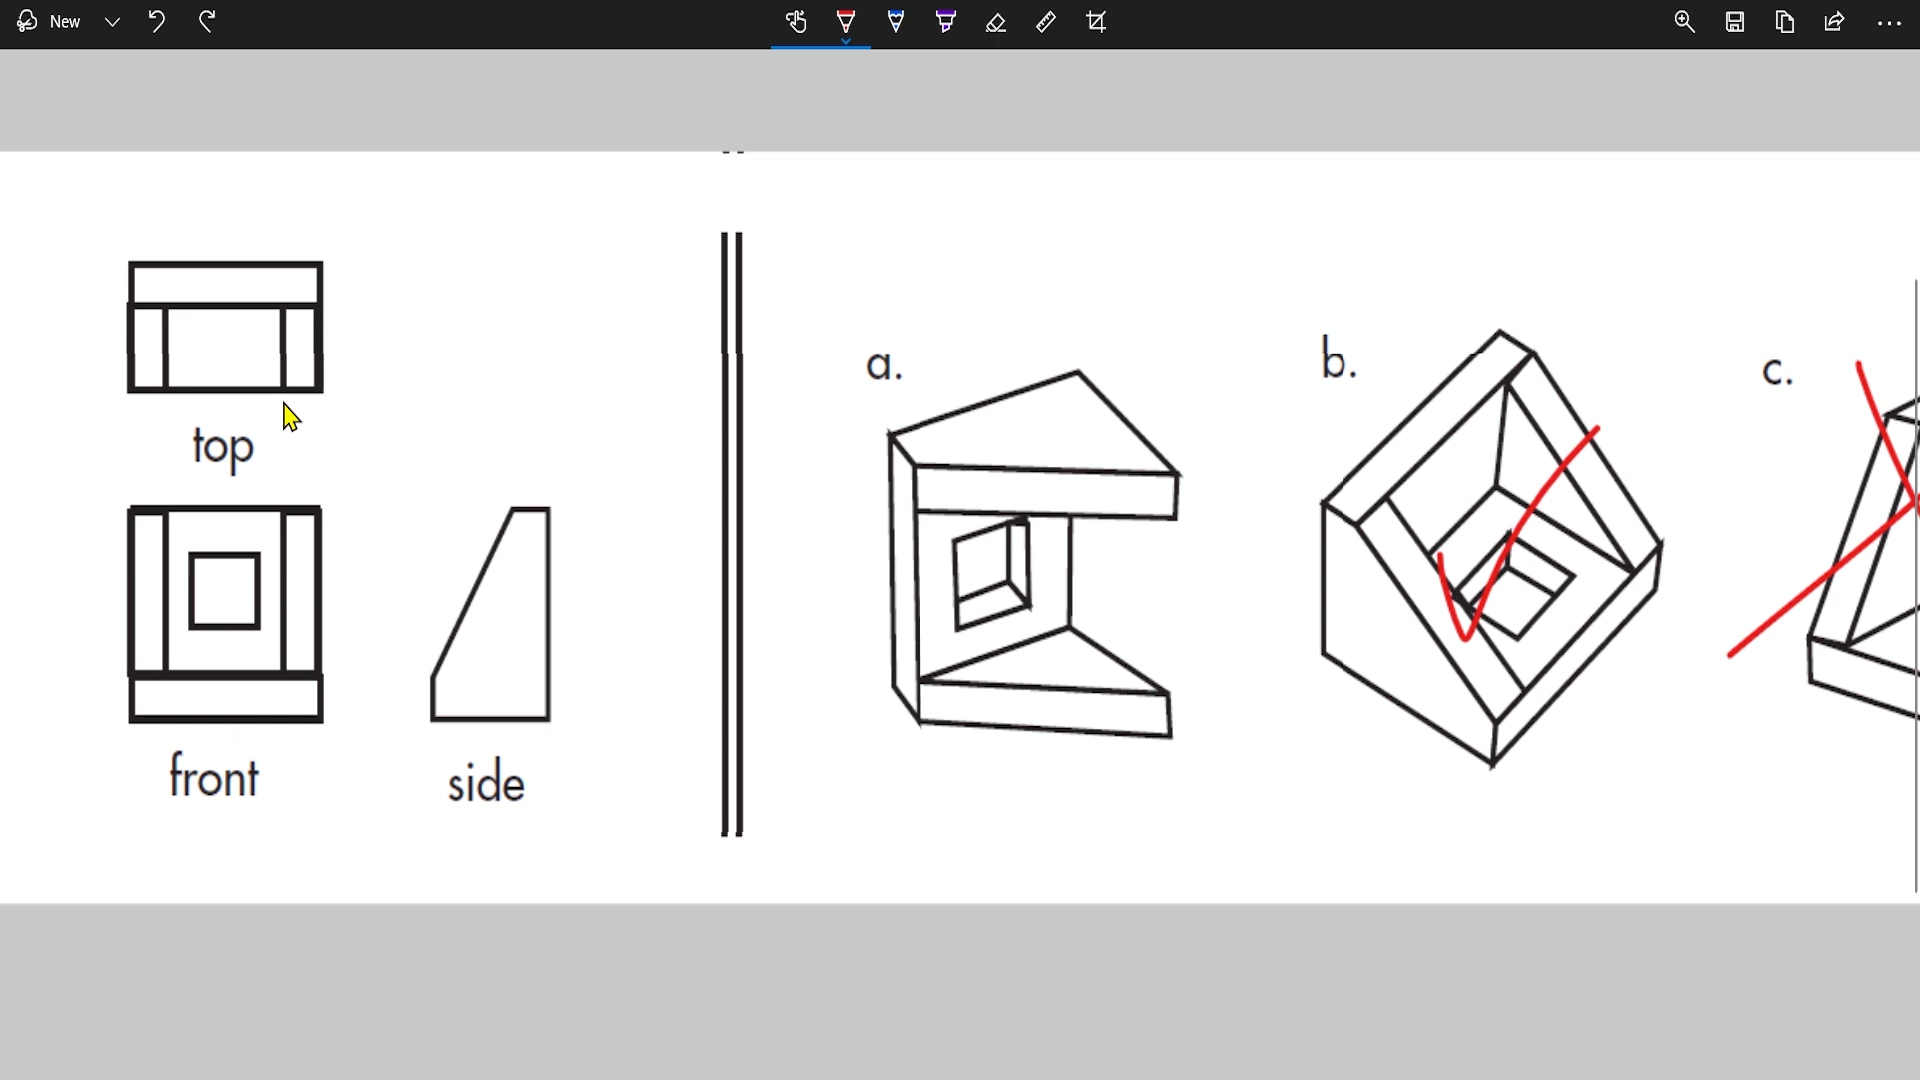 New
top
front
side
a.
b.
c.